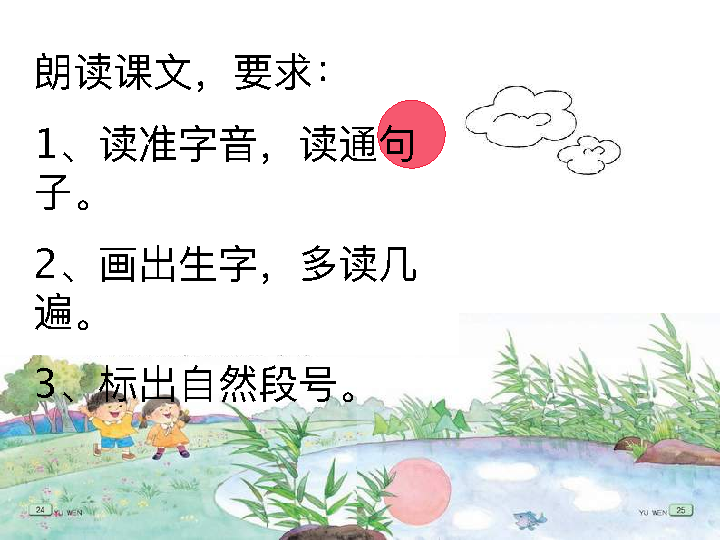 朗读课文，要求：
1、读准字音，读通句
子。
2、画出生字，多读几
遍。
3、标出自然段号。
24 YU WEN
YU WEN 25